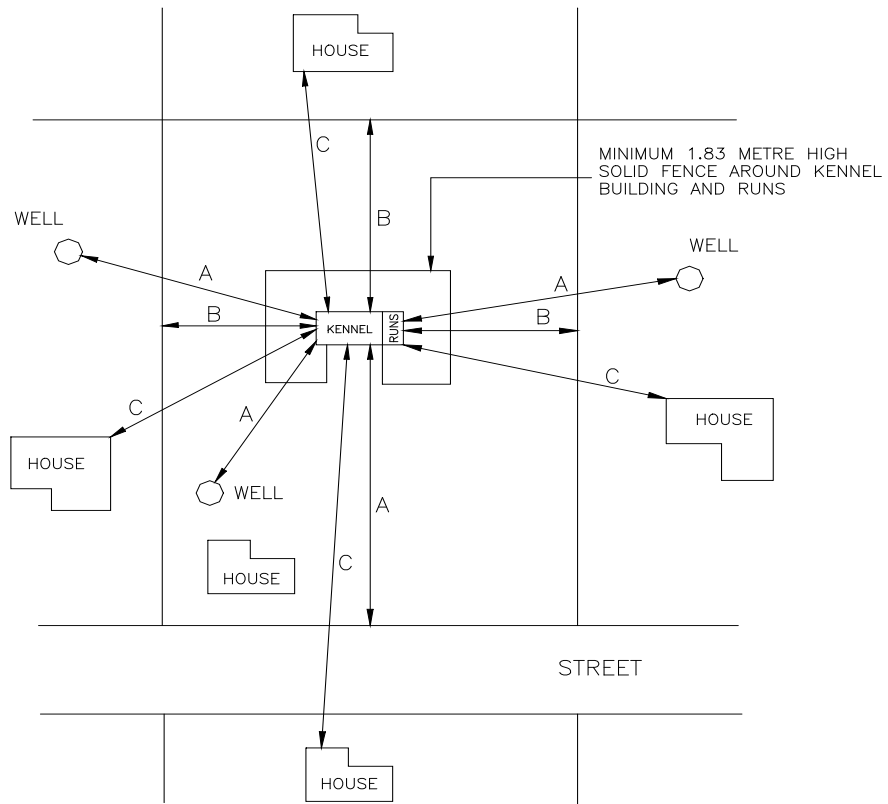 HOUSE
C
MINIMUM 1.83 METRE HIGH
SOLID FENCE AROUND KENNEL
BUILDING AND RUNS
B
WELL
WELL
A
A
B
KENNEL
RUNS
B
C
C
A
HOUSE
HOUSE
WELL
A
C
HOUSE
STREET
HOUSE